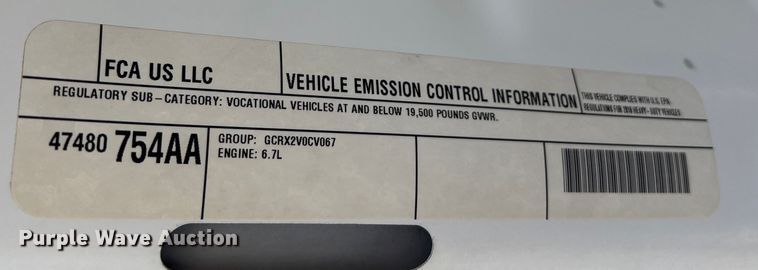 FCA US LLC
VEHICLE EMISSION CONTROL INFORMATION
THIS VEHICLE COMPLIES WITH U.S. EPA
REGULATIONS FOR 2016 HEAVY-DUTY VEHICLES
REGULATORY SUB-CATEGORY: VOCATIONAL VEHICLES AT AND BELOW 19,500 POUNDS GVWR.
47480 754AA
GROUP: GCRX2VOCV067
ENGINE: 6.7L
Purple Wave Auction